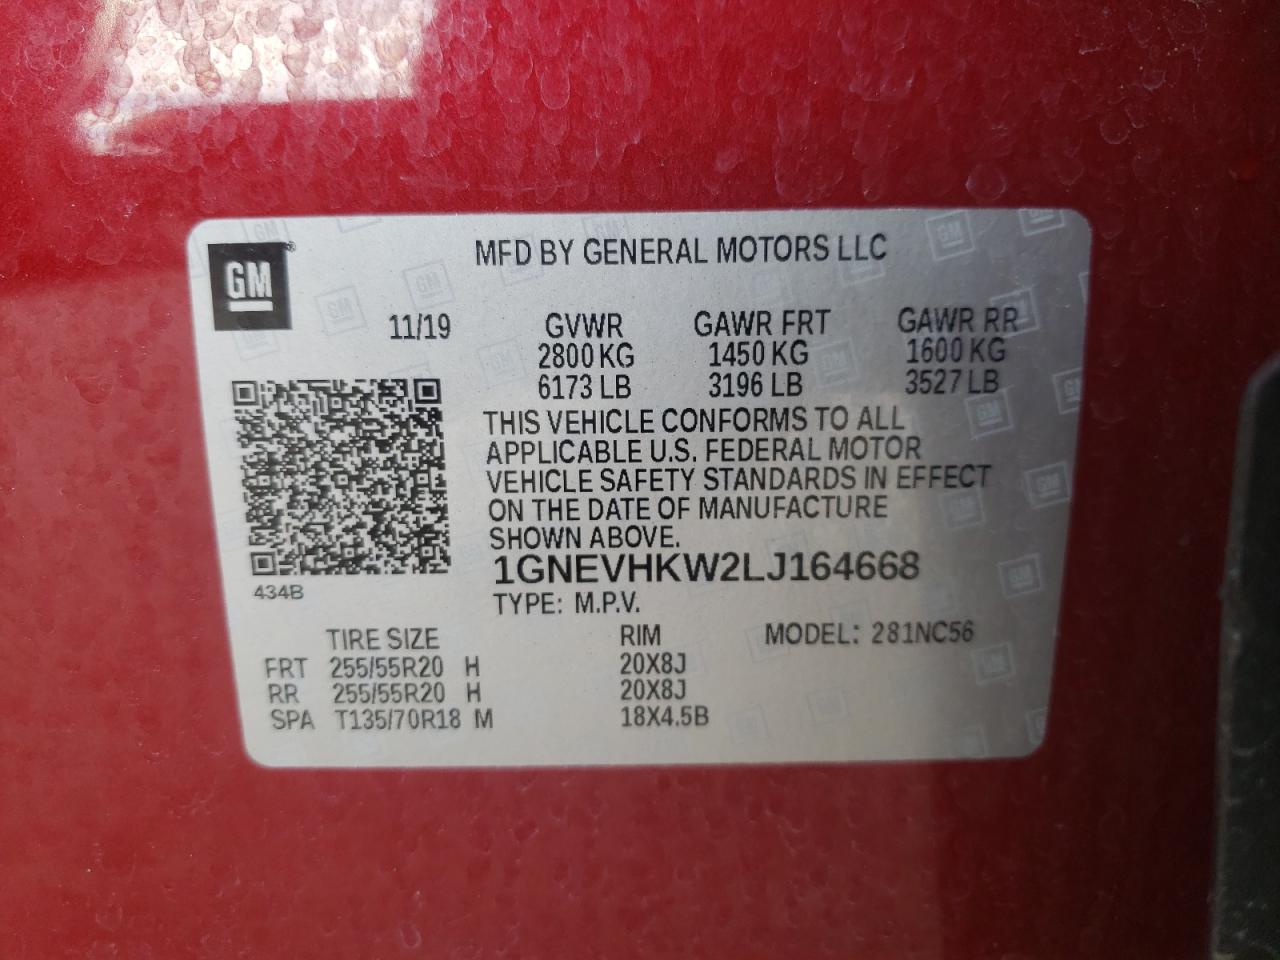 GM
MFD BY GENERAL MOTORS LLC
11/19 GVWR GAWR FRT GAWR RR
2800 KG 1450 KG 1600 KG
6173 LB 3196 LB 3527 LB
THIS VEHICLE CONFORMS TO ALL
APPLICABLE U.S. FEDERAL MOTOR
VEHICLE SAFETY STANDARDS IN EFFECT
ON THE DATE OF MANUFACTURE
SHOWN ABOVE.
1GNEVHKW2LJ164668
434B
TYPE: M.P.V.
TIRE SIZE RIM MODEL: 281NC56
FRT 255/55R20 H 20X8J
RR 255/55R20 H 20X8J
SPA T135/70R18 M 18X4.5B